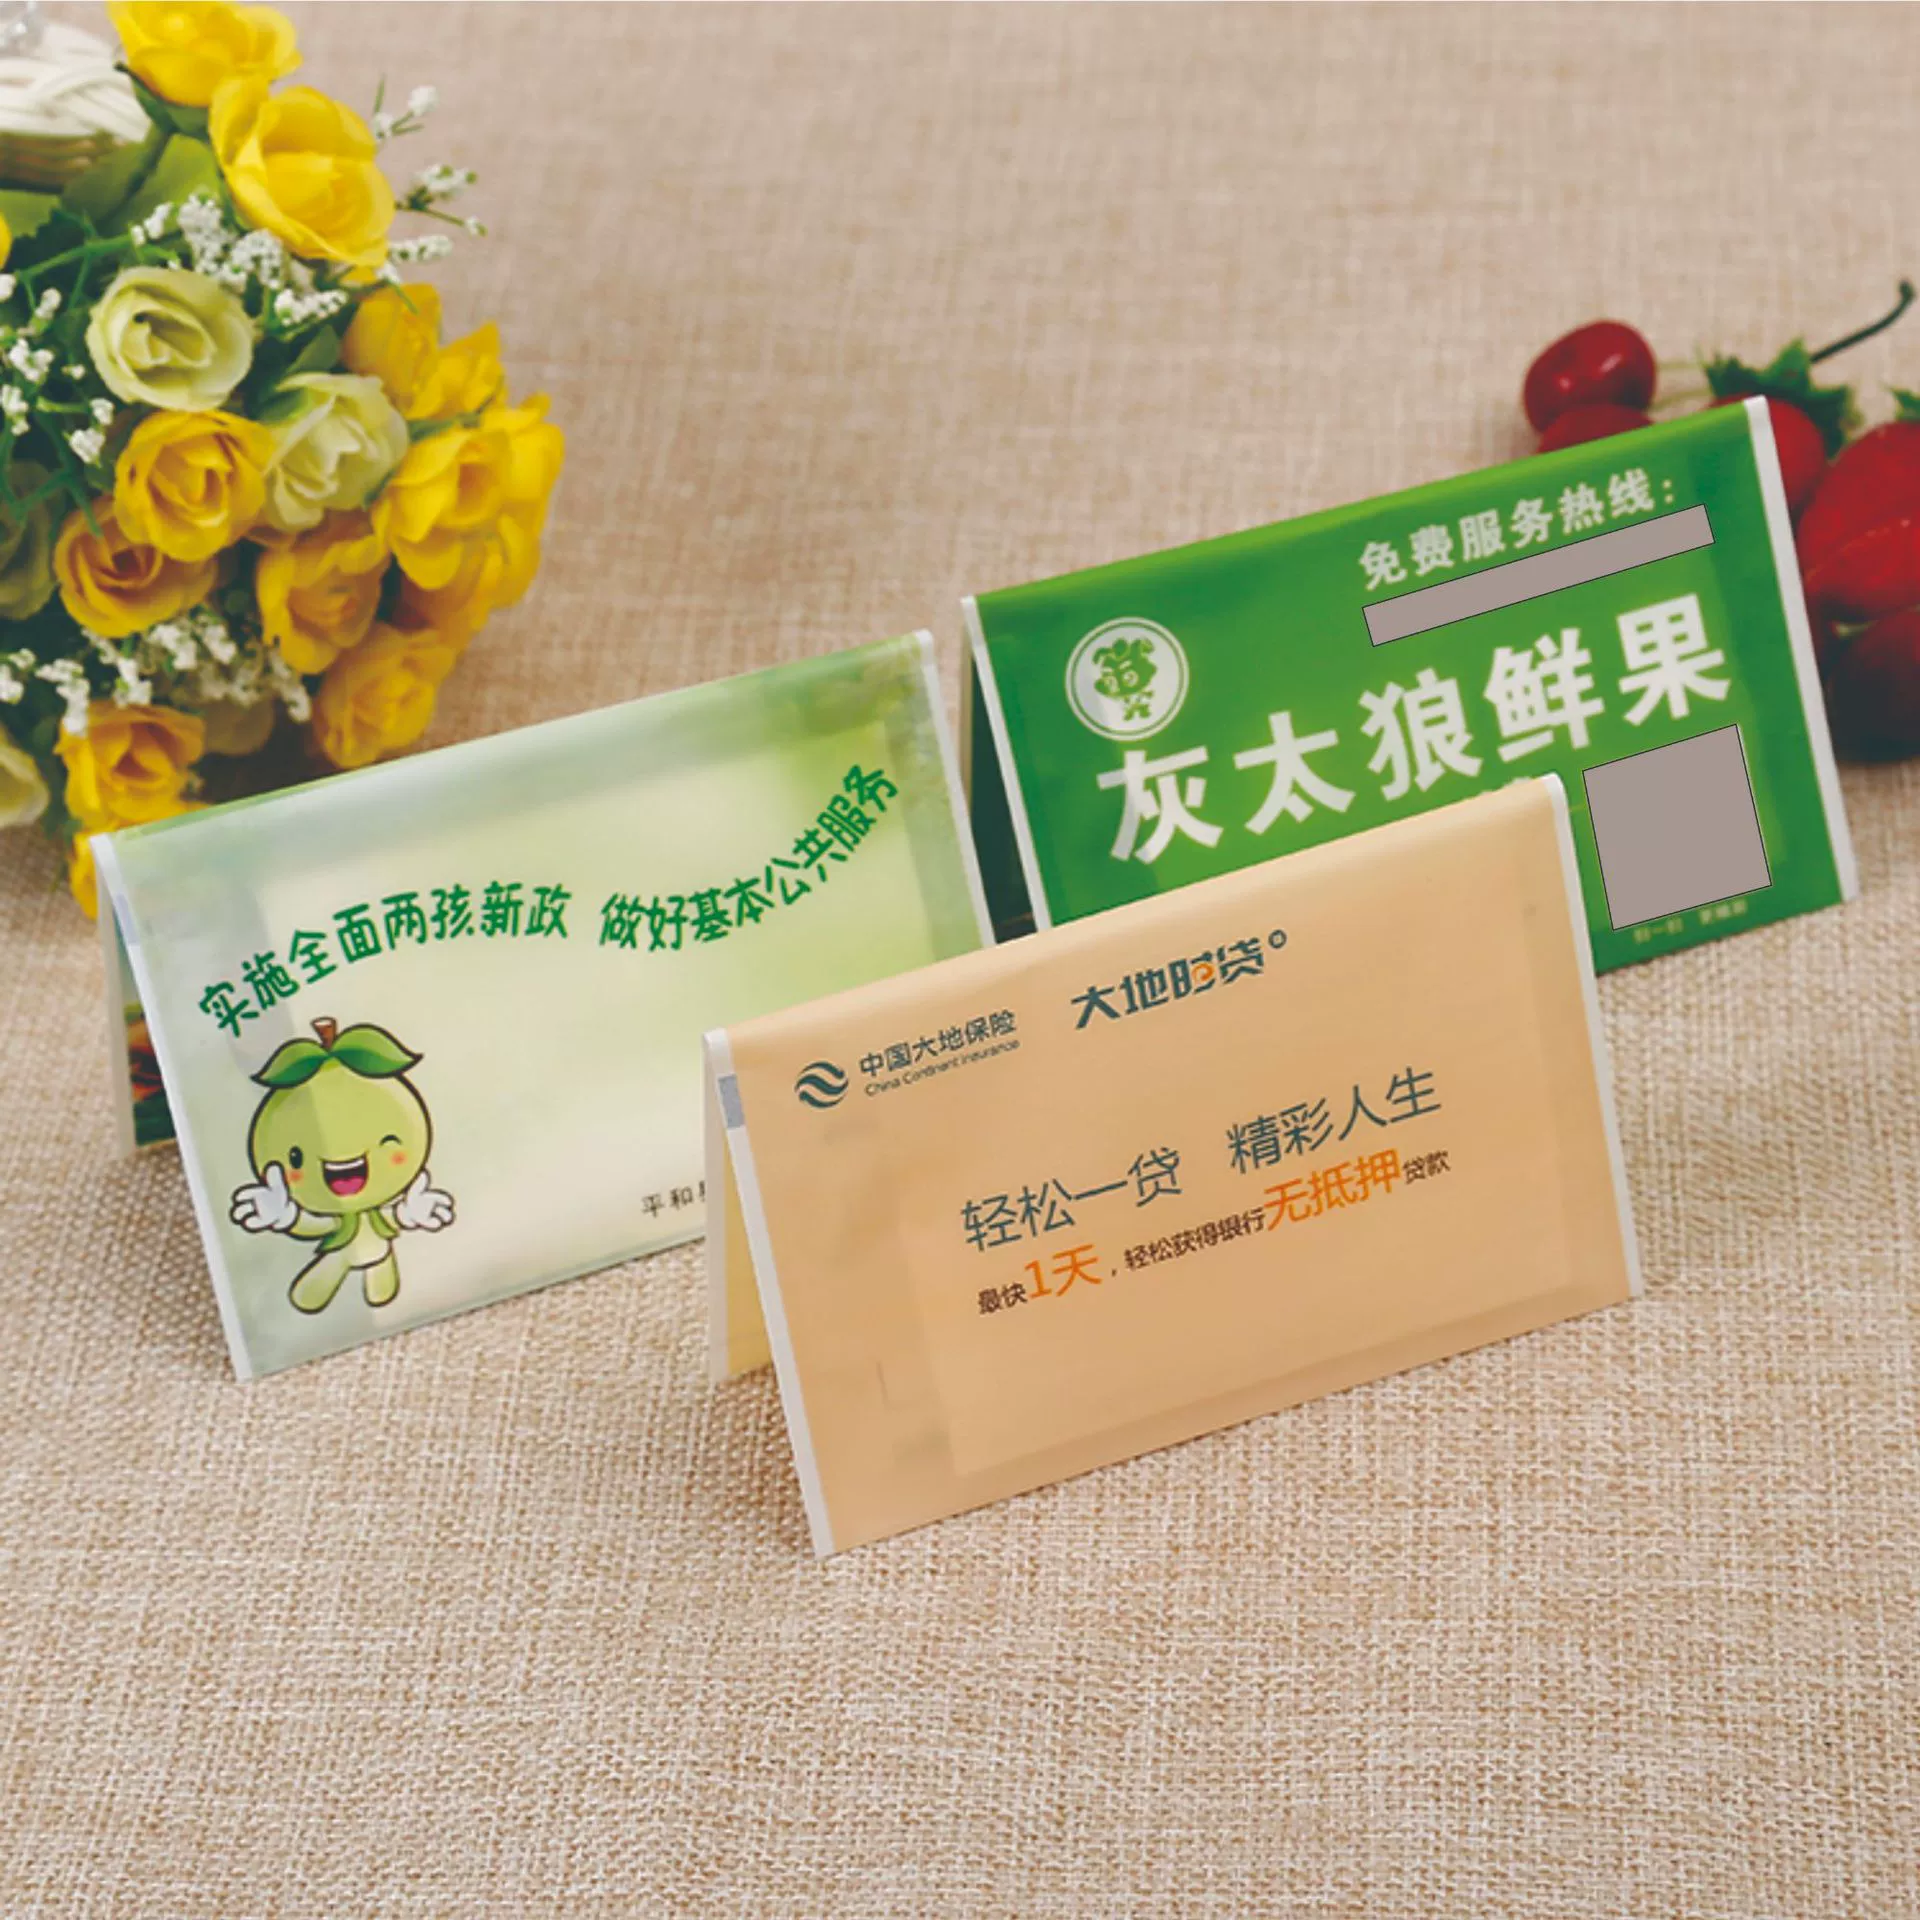 免费服务热线：
灰太狼鲜果
扫一扫
实施全面两孩新政 做好基本公共服务
平和
中国大地保险
China Continent Insurance
大地时贷
轻松一贷 精彩人生
最快1天，轻松获得银行无抵押贷款